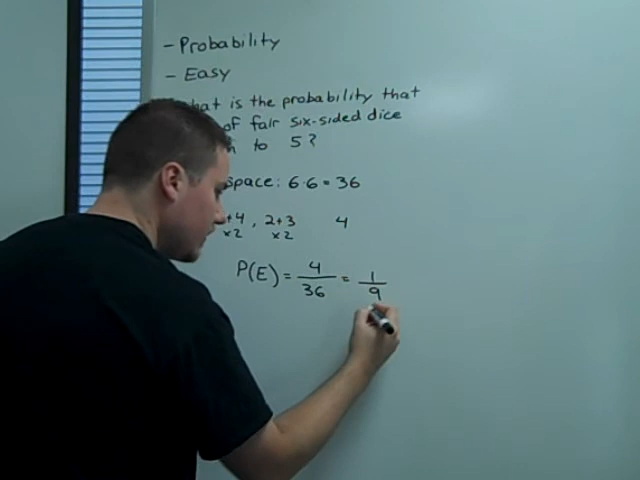 - Probability
- Easy
hat is the probability that
of fair six-sided dice
to 5?
space: 6·6=36
+4, 2+3 4
x2 x2
P(E) = 4/36 = 1/9